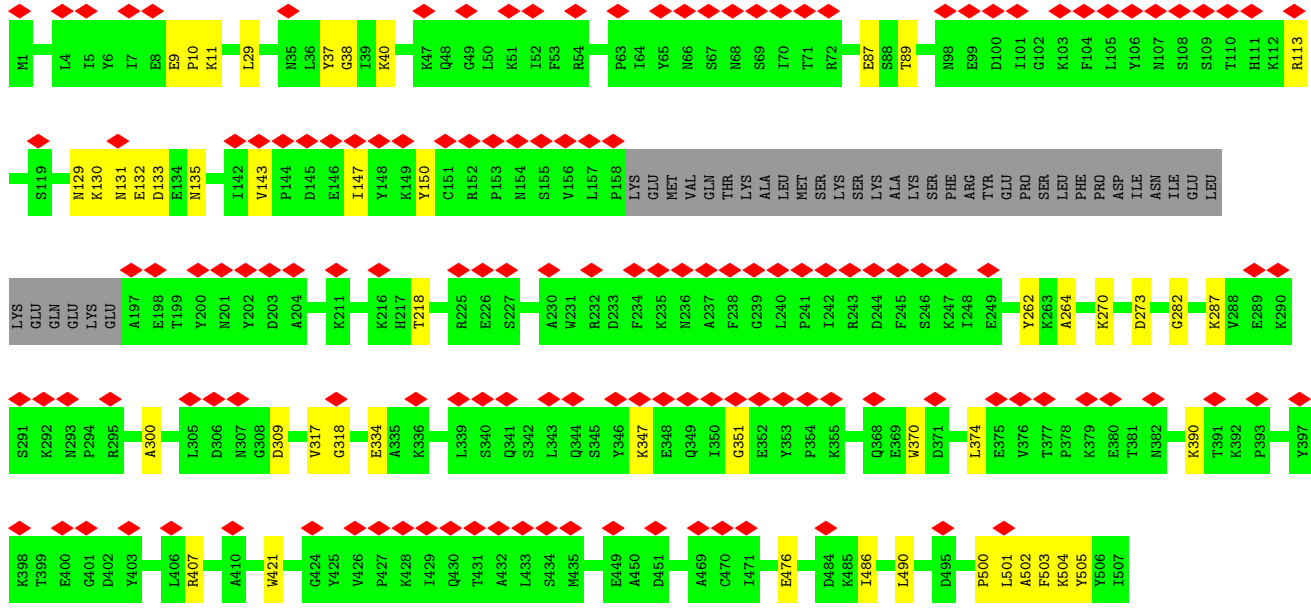 M1 L4 I5 Y6 I7 E8 E9 P10 K11 L29 N35 L36 Y37 G38 I39 K40 K47 Q48 G49 L50 K51 I52 F53 R54 P63 I64 Y65 N66 S67 N68 S69 I70 T71 R72 E87 S88 T89 N98 E99 D100 I101 G102 K103 F104 L105 Y106 N107 S108 S109 T110 H111 K112 R113
S119 N129 K130 N131 E132 D133 E134 N135 I142 V143 P144 D145 E146 I147 Y148 K149 Y150 C151 R152 P153 N154 S155 V156 L157 P158 LYS GLU MET VAL GLN THR LYS ALA LEU MET SER LYS SER LYS ALA LYS SER PHE ARG TYR GLU PRO SER LEU PHE PRO ASP ILE ASN ILE GLU LEU
LYS GLU GLN GLU LYS GLU A197 E198 T199 Y200 N201 Y202 D203 A204 K211 K216 H217 T218 R225 E226 S227 A230 W231 R232 D233 F234 K235 N236 A237 F238 G239 L240 P241 I242 R243 D244 F245 S246 K247 I248 E249 Y262 K263 A264 K270 D273 G282 K287 V288 E289 K290
S291 K292 N293 P294 R295 A300 L305 D306 N307 G308 D309 V317 G318 E334 A335 K336 L339 S340 Q341 S342 L343 Q344 S345 Y346 K347 E348 Q349 I350 G351 E352 Y353 P354 K355 Q368 E369 W370 D371 L374 E375 V376 T377 P378 K379 E380 T381 N382 K390 T391 K392 P393 Y397
K398 T399 E400 G401 D402 Y403 L406 R407 A410 W421 G424 Y425 V426 P427 K428 I429 Q430 T431 A432 L433 S434 M435 E449 A450 D451 A469 C470 I471 E476 D484 K485 I486 L490 D495 P500 L501 A502 F503 K504 Y505 Y506 I507